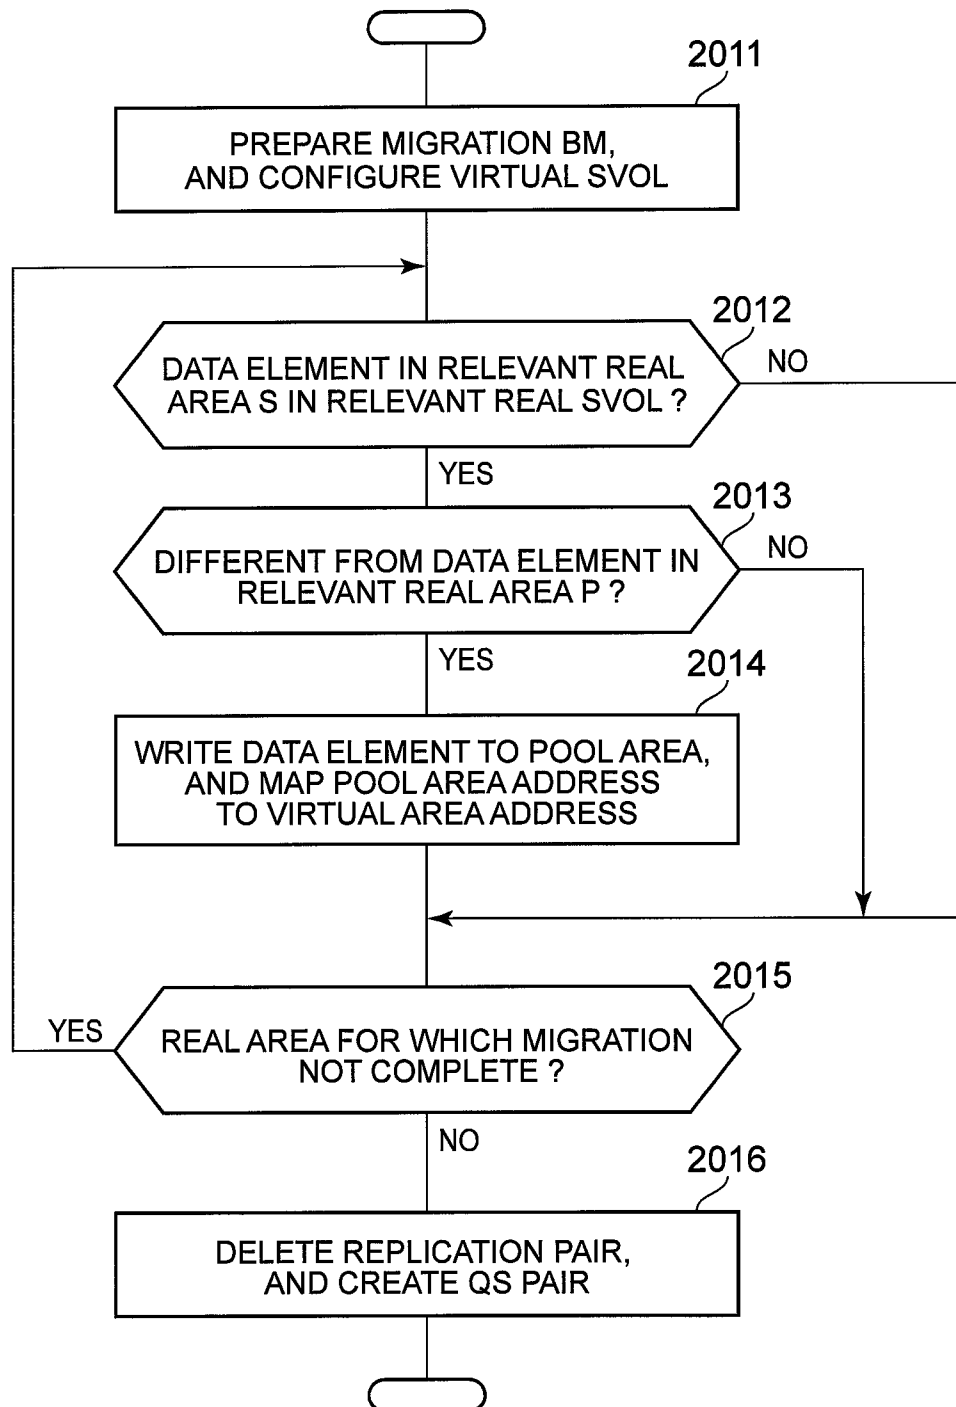 2011
PREPARE MIGRATION BM,
AND CONFIGURE VIRTUAL SVOL
2012
DATA ELEMENT IN RELEVANT REAL
AREA S IN RELEVANT REAL SVOL ?
NO
YES
2013
DIFFERENT FROM DATA ELEMENT IN
RELEVANT REAL AREA P ?
NO
YES
2014
WRITE DATA ELEMENT TO POOL AREA,
AND MAP POOL AREA ADDRESS
TO VIRTUAL AREA ADDRESS
2015
YES
REAL AREA FOR WHICH MIGRATION
NOT COMPLETE ?
NO
2016
DELETE REPLICATION PAIR,
AND CREATE QS PAIR